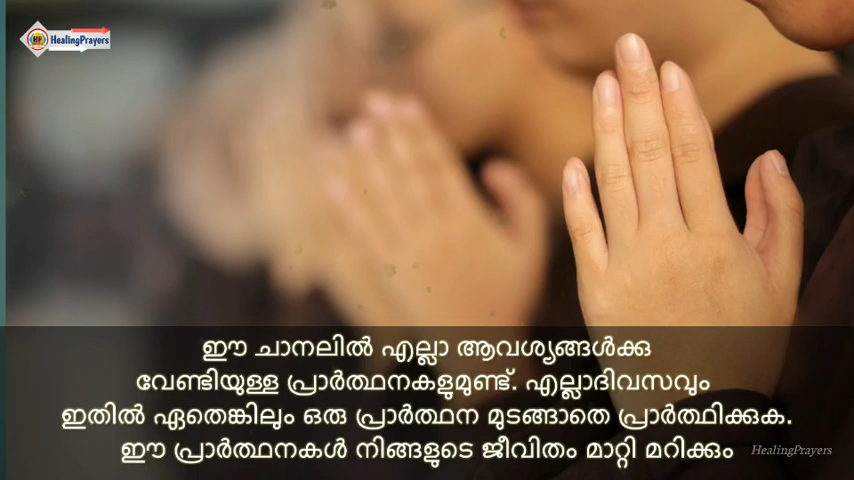 HP HealingPrayers
ഈ ചാനലിൽ എല്ലാ ആവശ്യങ്ങൾക്കു
വേണ്ടിയുള്ള പ്രാർത്ഥനകളുമുണ്ട്. എല്ലാദിവസവും
ഇതിൽ ഏതെങ്കിലും ഒരു പ്രാർത്ഥന മുടങ്ങാതെ പ്രാർത്ഥിക്കുക.
ഈ പ്രാർത്ഥനകൾ നിങ്ങളുടെ ജീവിതം മാറ്റി മറിക്കും
HealingPrayers